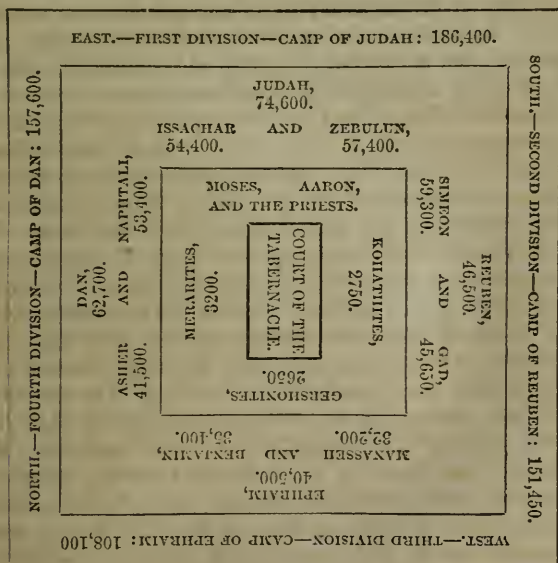 EAST.—FIRST DIVISION—CAMP OF JUDAH: 186,400.
JUDAH,
74,600.
ISSACHAR AND ZEBULUN,
54,400. 57,400.
MOSES, AARON,
AND THE PRIESTS.
COURT OF THE
TABERNACLE.
KOHATHITES,
2750.
GERSHONITES,
2650.
MERARITES,
3200.
SIMEON AND GAD,
59,300. 45,650.
REUBEN,
46,500.
SOUTH.—SECOND DIVISION—CAMP OF REUBEN: 151,450.
MANASSEH AND BENJAMIN,
32,200. 35,400.
EPHRAIM,
40,500.
WEST.—THIRD DIVISION—CAMP OF EPHRAIM: 108,100
ASHER AND NAPHTALI,
41,500. 53,400.
DAN,
62,700.
NORTH.—FOURTH DIVISION—CAMP OF DAN: 157,600.